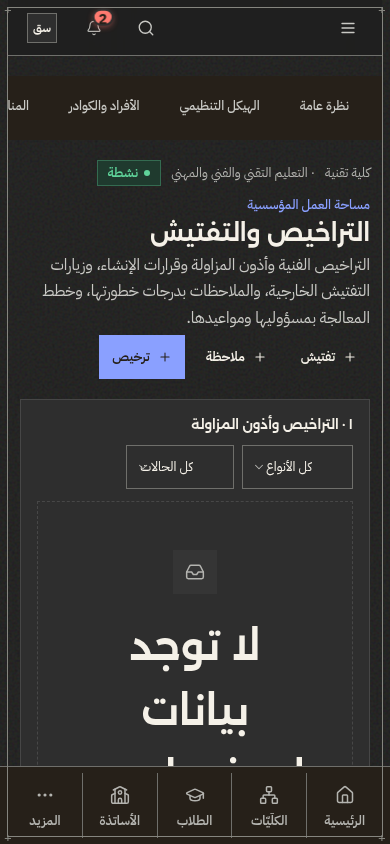 2
سق
نظرة عامة
الهيكل التنظيمي
الأفراد والكوادر
المنا
كلية تقنية · التعليم التقني والفني والمهني
نشطة
مساحة العمل المؤسسية
التراخيص والتفتيش
التراخيص الفنية وأذون المزاولة وقرارات الإنشاء، وزيارات
التفتيش الخارجية، والملاحظات بدرجات خطورتها، وخطط
المعالجة بمسؤوليها ومواعيدها.
+ تفتيش
+ ملاحظة
+ ترخيص
١ · التراخيص وأذون المزاولة
كل الأنواع
كل الحالات
لا توجد
بيانات
الرئيسية
الكلّيّات
الطلاب
الأساتذة
المزيد